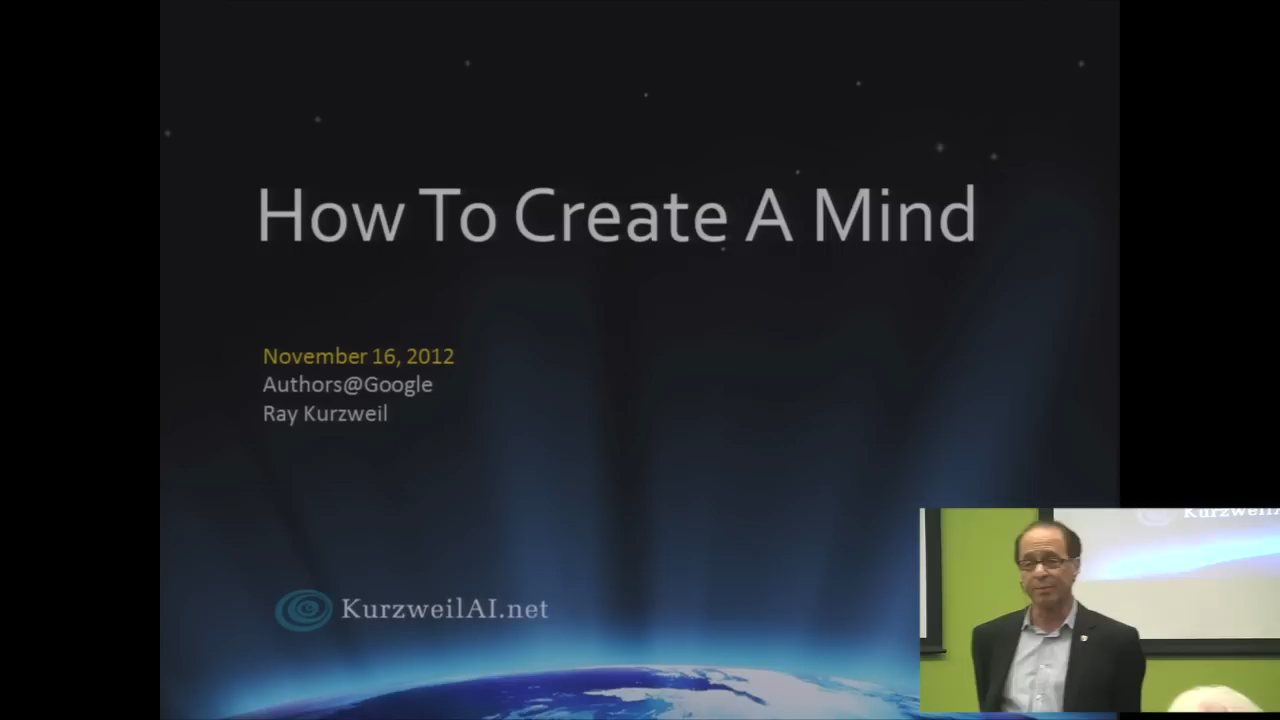 How To Create A Mind
November 16, 2012
Authors@Google
Ray Kurzweil
KurzweilAI.net